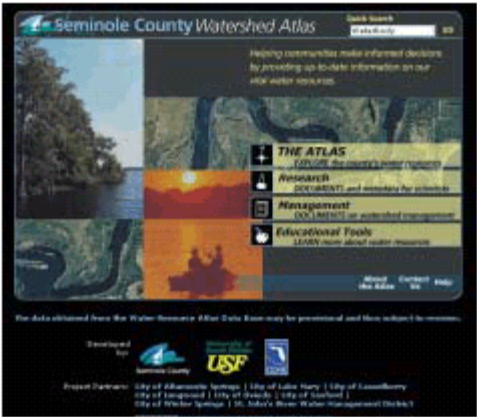 Seminole County Watershed Atlas
Quick Search
Waterbody
GO
Helping communities make informed decisions
by providing up-to-date information on our
vital water resources.
THE ATLAS
EXPLORE the county's water resources
Research
DOCUMENTS and metadata for scientists
Management
DOCUMENTS on watershed management
Educational Tools
LEARN more about water resources
About the Atlas
Contact Us
Help
The data obtained from the Water Resource Atlas Data Base may be provisional and thus subject to revision.
Developed by:
Seminole County
University of South Florida
USF
Project Partners: City of Altamonte Springs | City of Lake Mary | City of Casselberry
City of Longwood | City of Oviedo | City of Sanford |
City of Winter Springs | St. John's River Water Management District